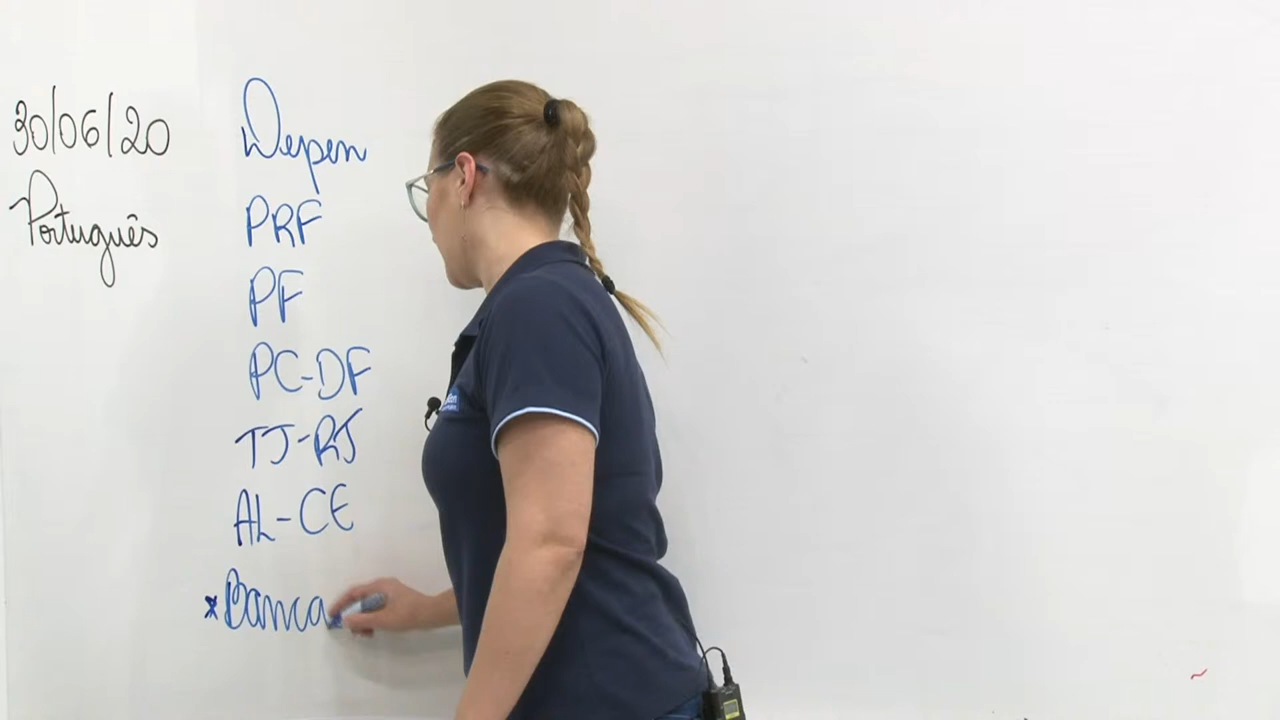 30/06/20
Português
Depen
PRF
PF
PC-DF
TJ-RJ
AL-CE
* Banca